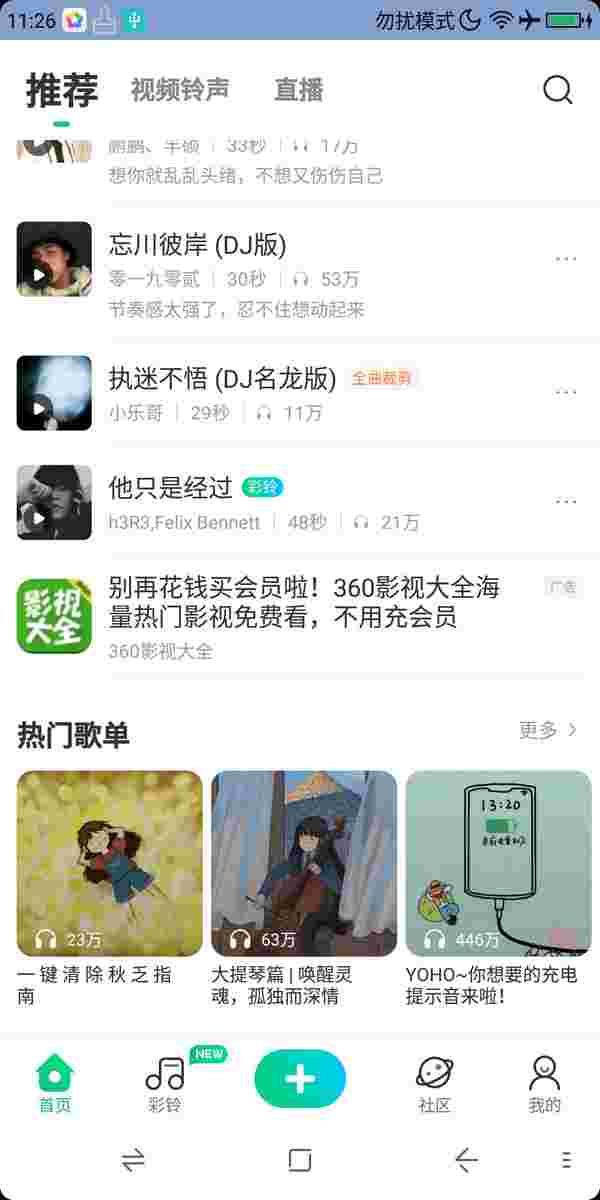 11:26
勿扰模式
推荐 视频铃声 直播
33秒 17万
想你就乱乱头绪，不想又伤伤自己
忘川彼岸 (DJ版)
零一九零贰 30秒 53万
节奏感太强了，忍不住想动起来
执迷不悟 (DJ名龙版) 全曲裁剪
小乐哥 29秒 11万
他只是经过 彩铃
h3R3,Felix Bennett 48秒 21万
影视
大全
别再花钱买会员啦！360影视大全海
量热门影视免费看，不用充会员
广告
360影视大全
热门歌单 更多
13:20
23万 63万 446万
一键清除秋乏指
南
大提琴篇 | 唤醒灵
魂，孤独而深情
YOHO~你想要的充电
提示音来啦！
NEW
首页 彩铃 社区 我的